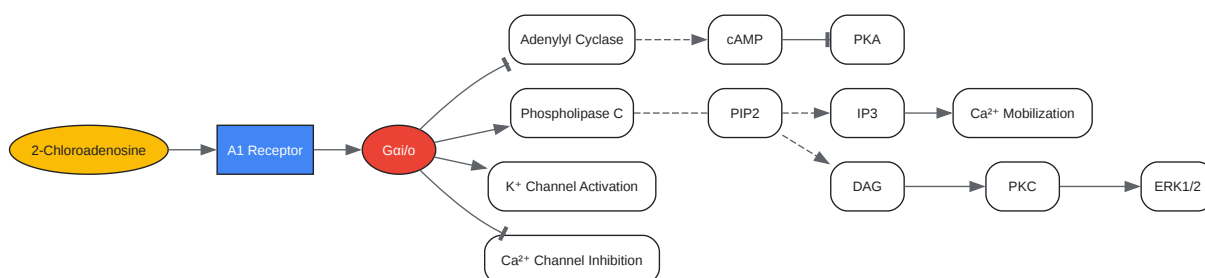 Adenylyl Cyclase
cAMP
PKA
Phospholipase C
PIP2
IP3
Ca²⁺ Mobilization
2-Chloroadenosine
A1 Receptor
Gαi/o
K⁺ Channel Activation
DAG
PKC
ERK1/2
Ca²⁺ Channel Inhibition